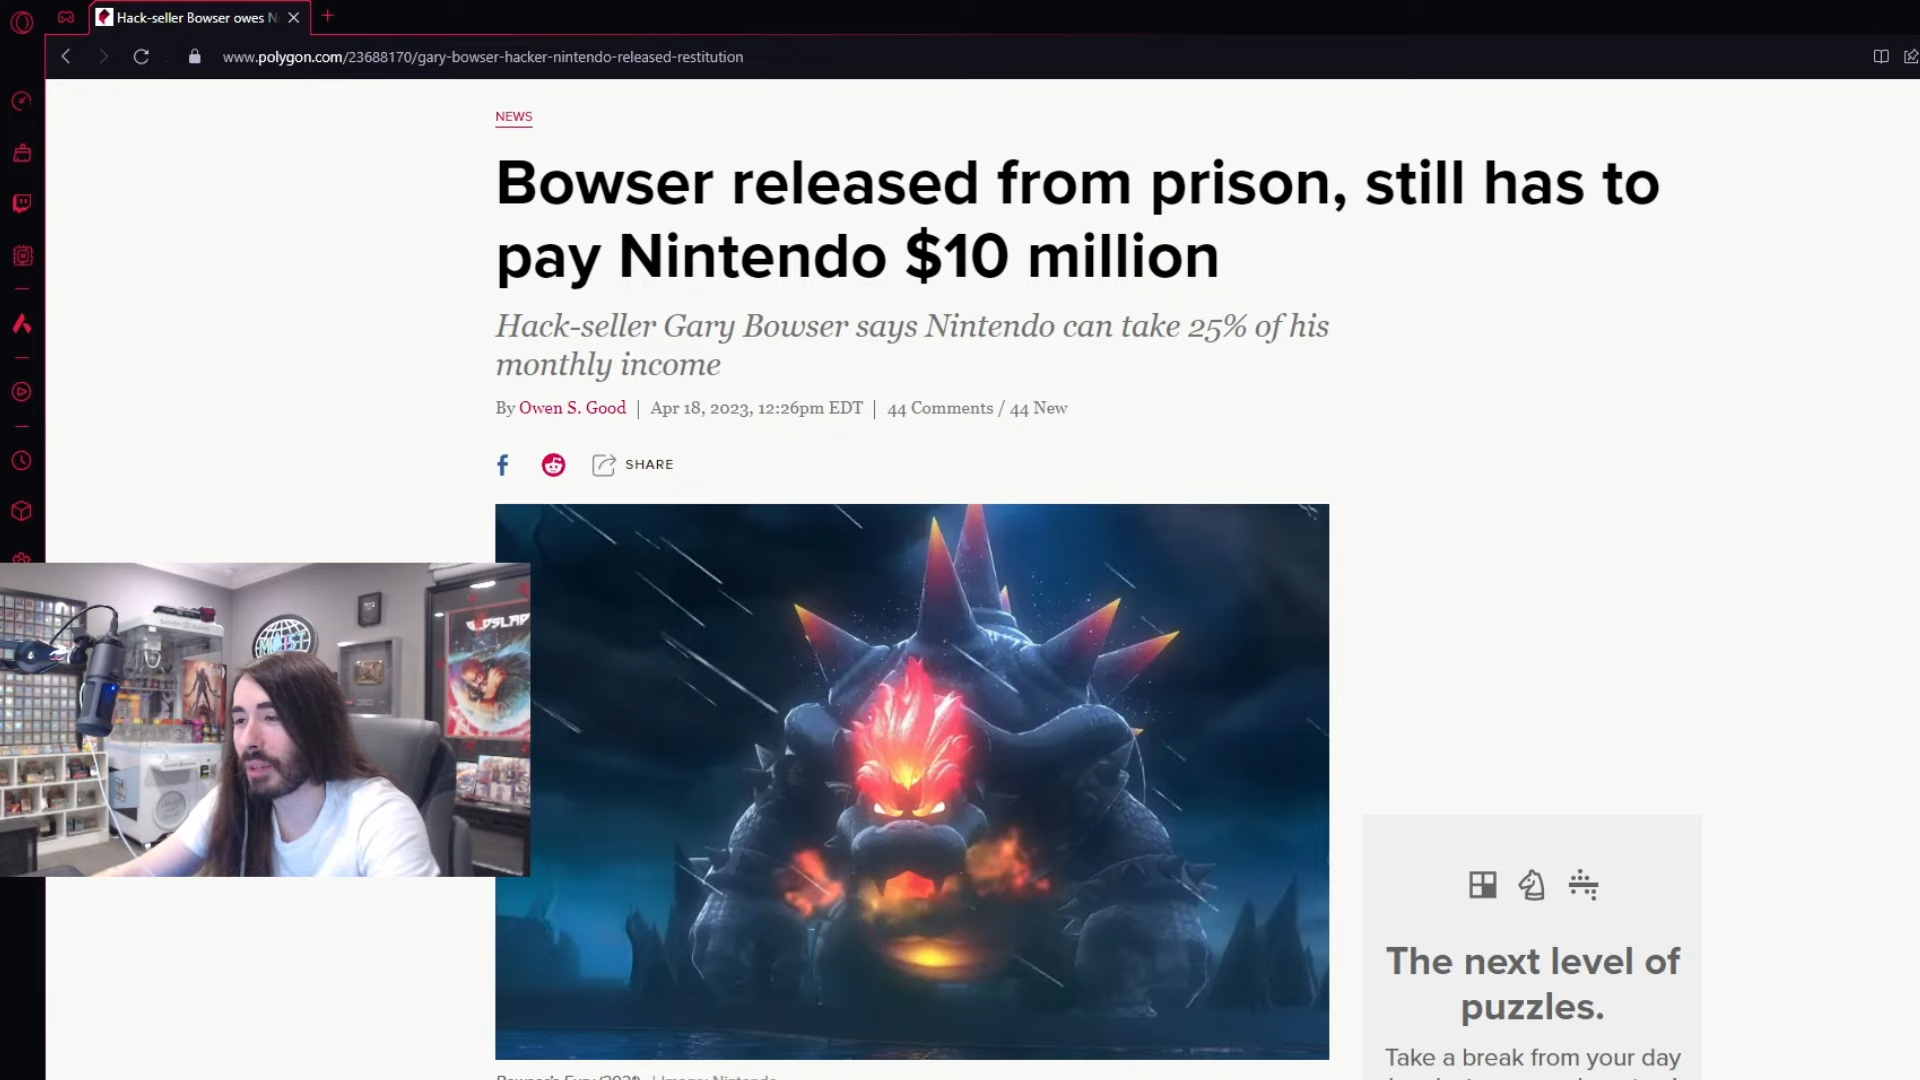 Hack-seller Bowser owes N
www.polygon.com/23688170/gary-bowser-hacker-nintendo-released-restitution
NEWS
Bowser released from prison, still has to
pay Nintendo $10 million
Hack-seller Gary Bowser says Nintendo can take 25% of his
monthly income
By Owen S. Good | Apr 18, 2023, 12:26pm EDT | 44 Comments / 44 New
SHARE
MOIST
The next level of
puzzles.
Take a break from your day